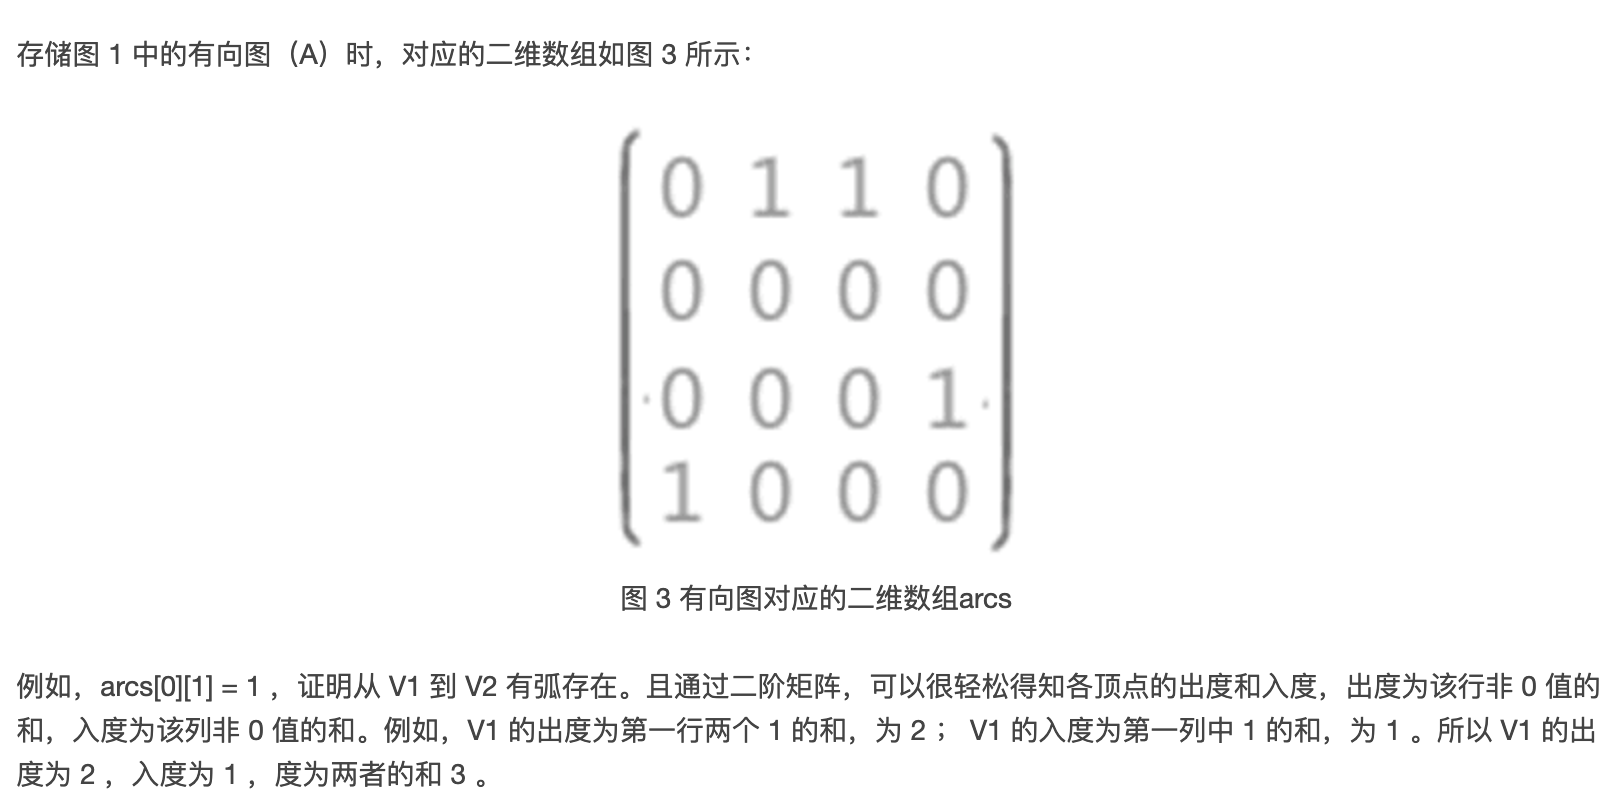 存储图 1 中的有向图（A）时，对应的二维数组如图 3 所示：
0 1 1 0
0 0 0 0
0 0 0 1
1 0 0 0
图 3 有向图对应的二维数组arcs
例如，arcs[0][1] = 1 ，证明从 V1 到 V2 有弧存在。且通过二阶矩阵，可以很轻松得知各顶点的出度和入度，出度为该行非 0 值的
和，入度为该列非 0 值的和。例如，V1 的出度为第一行两个 1 的和，为 2 ； V1 的入度为第一列中 1 的和，为 1 。所以 V1 的出
度为 2 ，入度为 1 ，度为两者的和 3 。